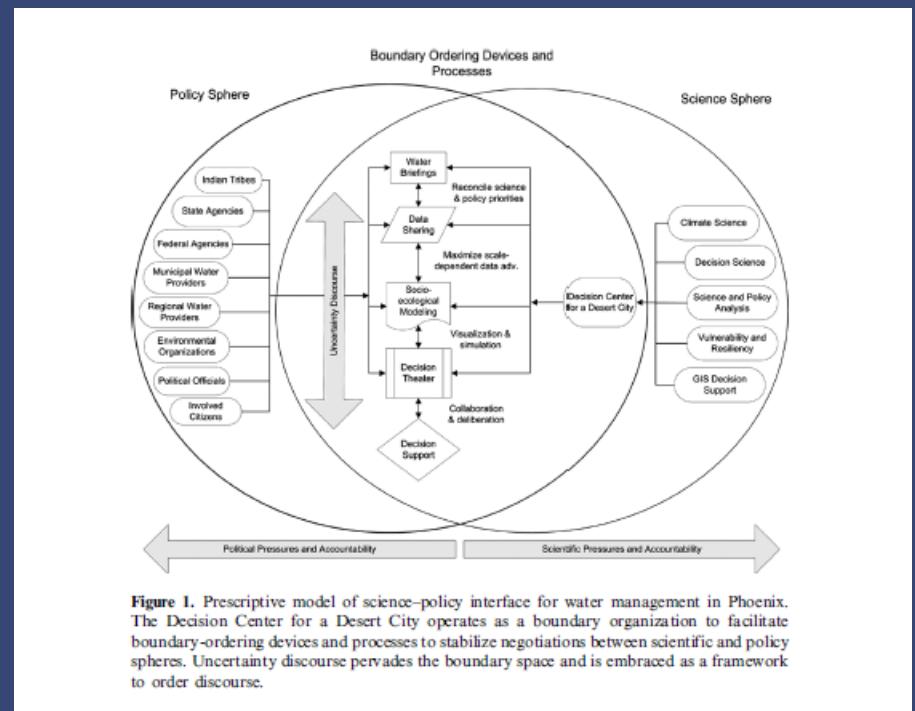 Boundary Ordering Devices and
Processes
Policy Sphere
Science Sphere
Indian Tribes
State Agencies
Federal Agencies
Municipal Water
Providers
Regional Water
Providers
Environmental
Organizations
Political Officials
Involved
Citizens
Uncertainty Discourse
Water
Briefings
Reconcile science
& policy priorities
Data
Sharing
Maximize scale-
dependent data adv.
Socio-
ecological
Modeling
Visualization &
simulation
Decision
Theater
Collaboration
& deliberation
Decision
Support
Decision Center
for a Desert City
Climate Science
Decision Science
Science and Policy
Analysis
Vulnerability and
Resiliency
GIS Decision
Support
Political Pressures and Accountability
Scientific Pressures and Accountability
Figure 1. Prescriptive model of science–policy interface for water management in Phoenix.
The Decision Center for a Desert City operates as a boundary organization to facilitate
boundary-ordering devices and processes to stabilize negotiations between scientific and policy
spheres. Uncertainty discourse pervades the boundary space and is embraced as a framework
to order discourse.